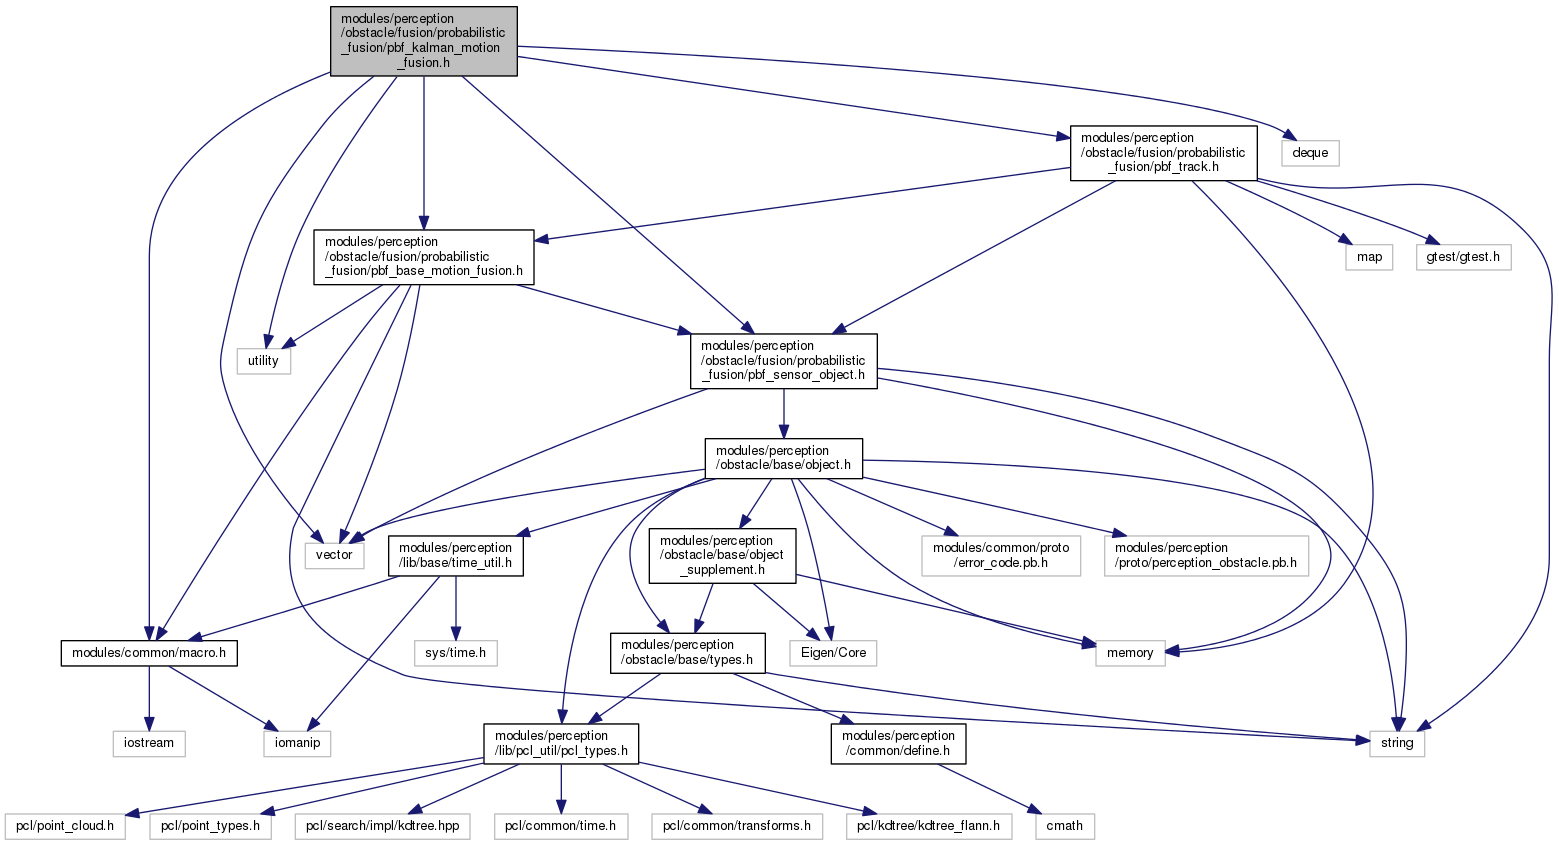 modules/perception
/obstacle/fusion/probabilistic
_fusion/pbf_kalman_motion
_fusion.h
modules/perception
/obstacle/fusion/probabilistic
_fusion/pbf_track.h
deque
modules/perception
/obstacle/fusion/probabilistic
_fusion/pbf_base_motion_fusion.h
map
gtest/gtest.h
utility
modules/perception
/obstacle/fusion/probabilistic
_fusion/pbf_sensor_object.h
modules/perception
/obstacle/base/object.h
vector
modules/perception
/lib/base/time_util.h
modules/perception
/obstacle/base/object
_supplement.h
modules/common/proto
/error_code.pb.h
modules/perception
/proto/perception_obstacle.pb.h
modules/common/macro.h
sys/time.h
modules/perception
/obstacle/base/types.h
Eigen/Core
memory
iostream
iomanip
modules/perception
/lib/pcl_util/pcl_types.h
modules/perception
/common/define.h
string
pcl/point_cloud.h
pcl/point_types.h
pcl/search/impl/kdtree.hpp
pcl/common/time.h
pcl/common/transforms.h
pcl/kdtree/kdtree_flann.h
cmath